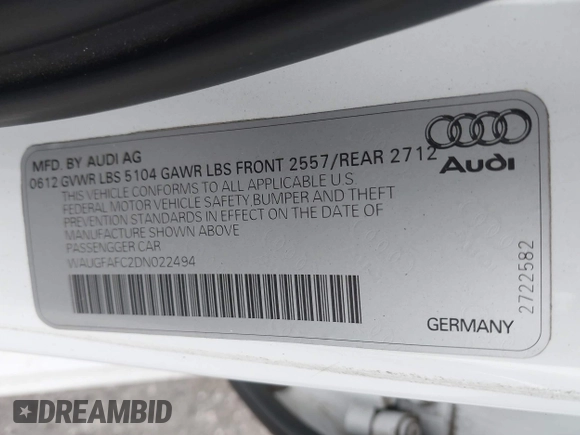 MFD. BY AUDI AG
0612 GVWR LBS 5104 GAWR LBS FRONT 2557/REAR 2712
THIS VEHICLE CONFORMS TO ALL APPLICABLE U S
FEDERAL MOTOR VEHICLE SAFETY BUMPER AND THEFT
PREVENTION STANDARDS IN EFFECT ON THE DATE OF
MANUFACTURE SHOWN ABOVE
PASSENGGER CAR
WAUGFAFC2DN022494
Audi
2722582
GERMANY
DREAMBID